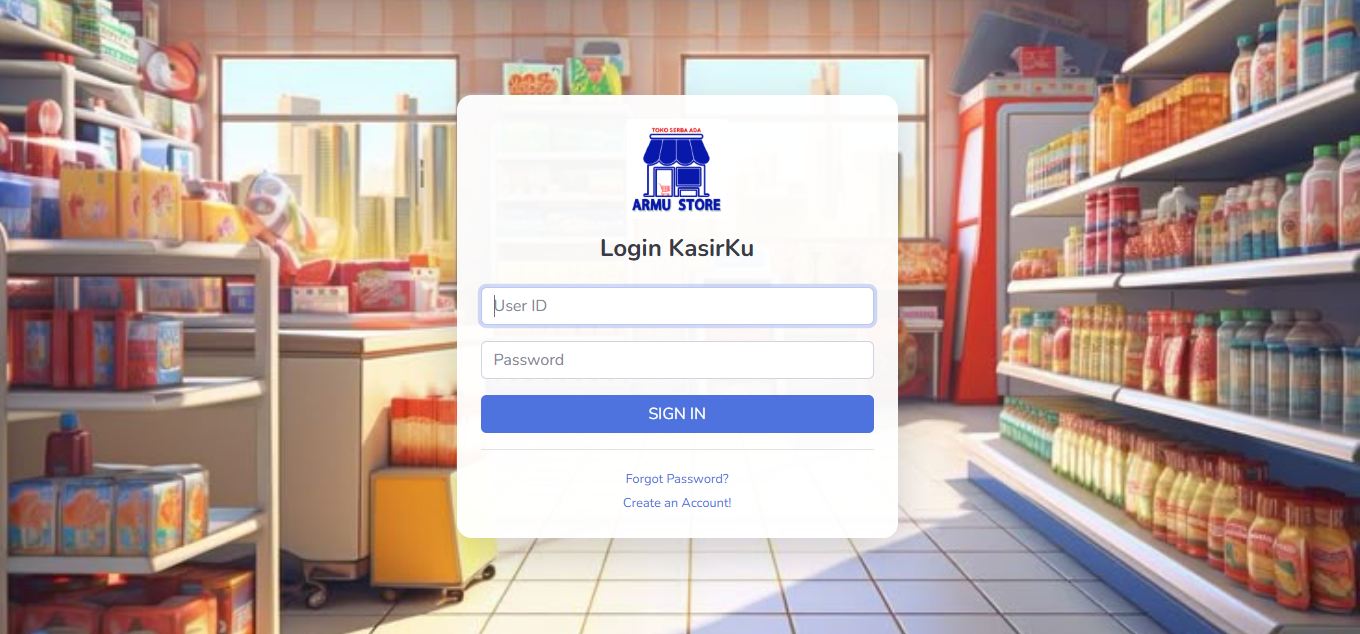 TOKO SERBA ADA
ARMU STORE
Login KasirKu
User ID
Password
SIGN IN
Forgot Password?
Create an Account!